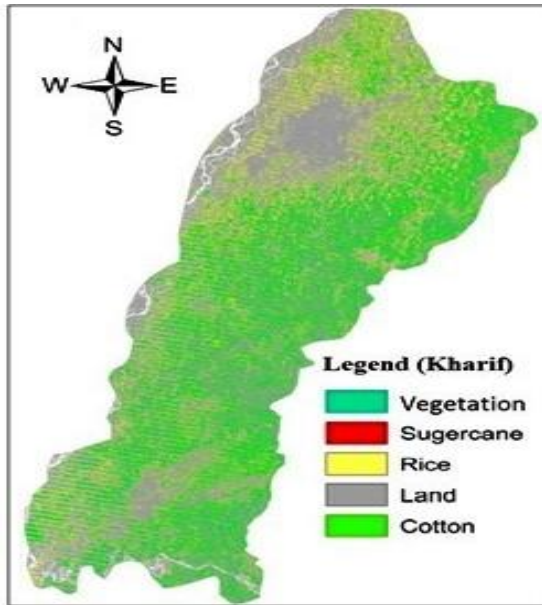 N
W E
S
Legend (Kharif)
Vegetation
Sugercane
Rice
Land
Cotton